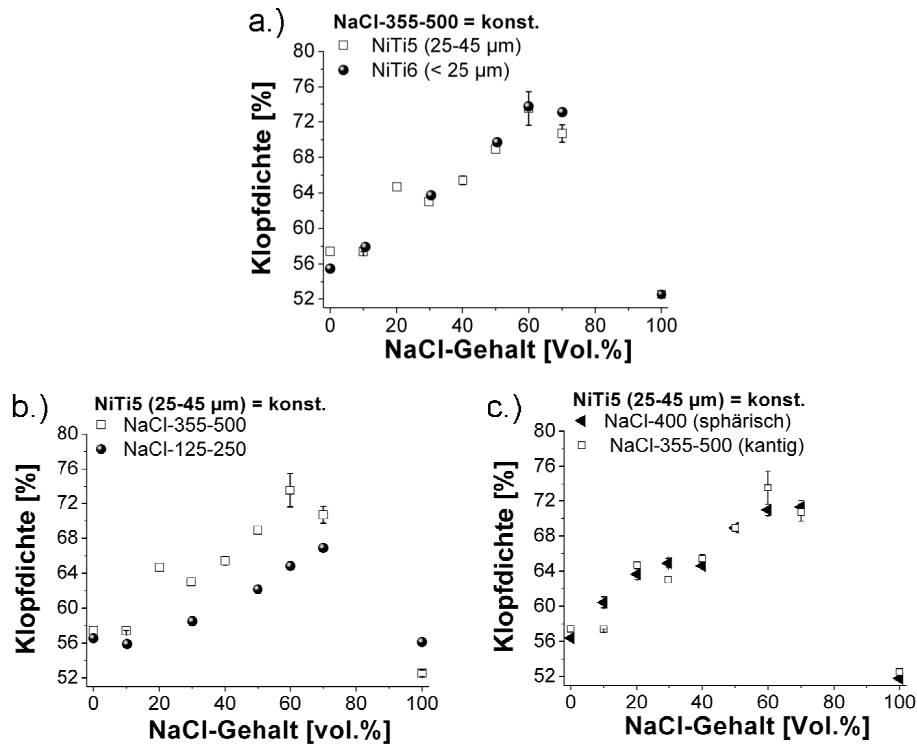 a.)
NaCl-355-500 = konst.
NiTi5 (25-45 µm)
NiTi6 (< 25 µm)
Klopfdichte [%]
80
76
72
68
64
60
56
52
0 20 40 60 80 100
NaCl-Gehalt [Vol.%]
b.)
NiTi5 (25-45 µm) = konst.
NaCl-355-500
NaCl-125-250
Klopfdichte [%]
80
76
72
68
64
60
56
52
0 20 40 60 80 100
NaCl-Gehalt [vol.%]
c.)
NiTi5 (25-45 µm) = konst.
NaCl-400 (sphärisch)
NaCl-355-500 (kantig)
Klopfdichte [%]
80
76
72
68
64
60
56
52
0 20 40 60 80 100
NaCl-Gehalt [Vol.%]